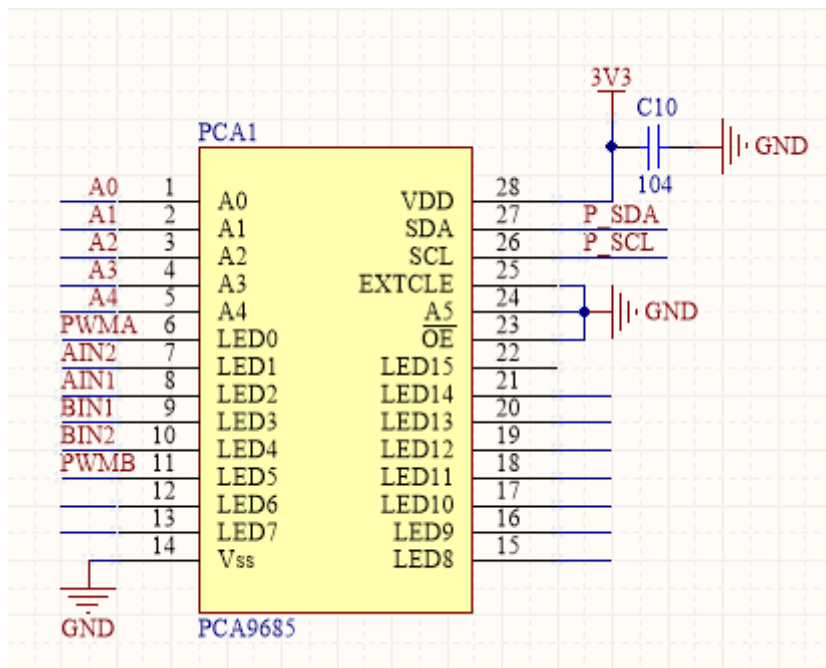 3V3
C10
GND
104
PCA1
A0 1 A0 VDD 28
A1 2 A1 SDA 27 P_SDA
A2 3 A2 SCL 26 P_SCL
A3 4 A3 EXTCLE 25
A4 5 A4 A5 24 GND
PWMA 6 LED0 OE 23
AIN2 7 LED1 LED15 22
AIN1 8 LED2 LED14 21
BIN1 9 LED3 LED13 20
BIN2 10 LED4 LED12 19
PWMB 11 LED5 LED11 18
12 LED6 LED10 17
13 LED7 LED9 16
14 Vss LED8 15
GND
PCA9685